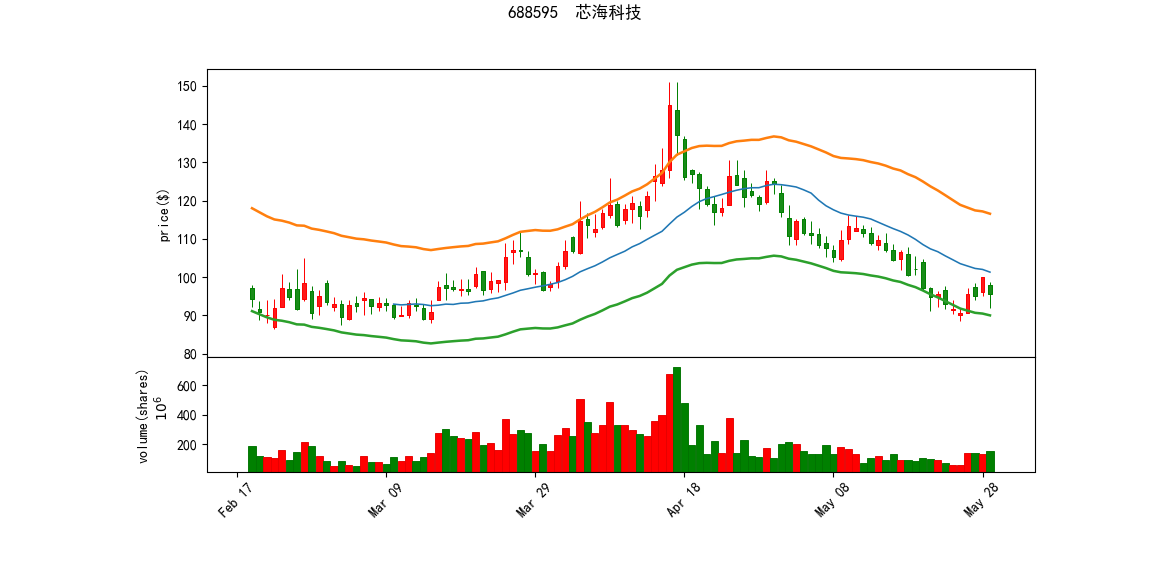 688595  芯海科技
price($)
150
140
130
120
110
100
90
80
volume(shares)
10^6
600
400
200
Feb 17
Mar 09
Mar 29
Apr 18
May 08
May 28